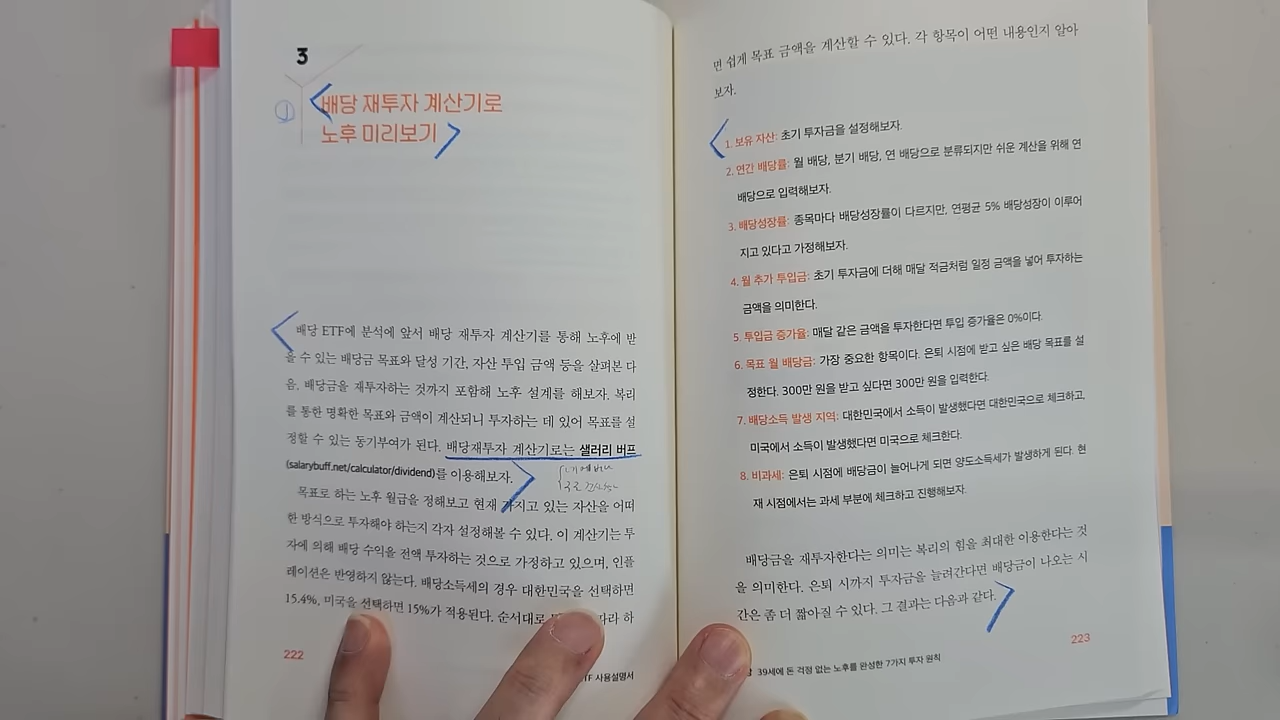 3
①
배당 재투자 계산기로
노후 미리보기
배당 ETF에 분석에 앞서 배당 재투자 계산기를 통해 노후에 받
을 수 있는 배당금 목표와 달성 기간, 자산 투입 금액 등을 살펴본 다
음, 배당금을 재투자하는 것까지 포함해 노후 설계를 해보자. 복리
를 통한 명확한 목표와 금액이 계산되니 투자하는 데 있어 목표를 설
정할 수 있는 동기부여가 된다. 배당재투자 계산기로는 샐러리 버프
(salarybuff.net/calculator/dividend)를 이용해보자.
목표로 하는 노후 월급을 정해보고 현재 가지고 있는 자산을 어떠
한 방식으로 투자해야 하는지 각자 설정해볼 수 있다. 이 계산기는 투
자에 의해 배당 수익을 전액 투자하는 것으로 가정하고 있으며, 인플
레이션은 반영하지 않는다. 배당소득세의 경우 대한민국을 선택하면
15.4%, 미국을 선택하면 15%가 적용된다. 순서대로 따라 하
222
ETF 사용설명서
면 쉽게 목표 금액을 계산할 수 있다. 각 항목이 어떤 내용인지 알아
보자.
1. 보유 자산: 초기 투자금을 설정해보자.
2. 연간 배당률: 월 배당, 분기 배당, 연 배당으로 분류되지만 쉬운 계산을 위해 연
배당으로 입력해보자.
3. 배당성장률: 종목마다 배당성장률이 다르지만, 연평균 5% 배당성장이 이루어
지고 있다고 가정해보자.
4. 월 추가 투입금: 초기 투자금에 더해 매달 적금처럼 일정 금액을 넣어 투자하는
금액을 의미한다.
5. 투입금 증가율: 매달 같은 금액을 투자한다면 투입 증가율은 0%이다.
6. 목표 월 배당금: 가장 중요한 항목이다. 은퇴 시점에 받고 싶은 배당 목표를 설
정한다. 300만 원을 받고 싶다면 300만 원을 입력한다.
7. 배당소득 발생 지역: 대한민국에서 소득이 발생했다면 대한민국으로 체크하고,
미국에서 소득이 발생했다면 미국으로 체크한다.
8. 비과세: 은퇴 시점에 배당금이 늘어나게 되면 양도소득세가 발생하게 된다. 현
재 시점에서는 과세 부분에 체크하고 진행해보자.
배당금을 재투자한다는 의미는 복리의 힘을 최대한 이용한다는 것
을 의미한다. 은퇴 시까지 투자금을 늘려간다면 배당금이 나오는 시
간은 좀 더 짧아질 수 있다. 그 결과는 다음과 같다.
223
39세에 돈 걱정 없는 노후를 완성한 7가지 투자 원칙